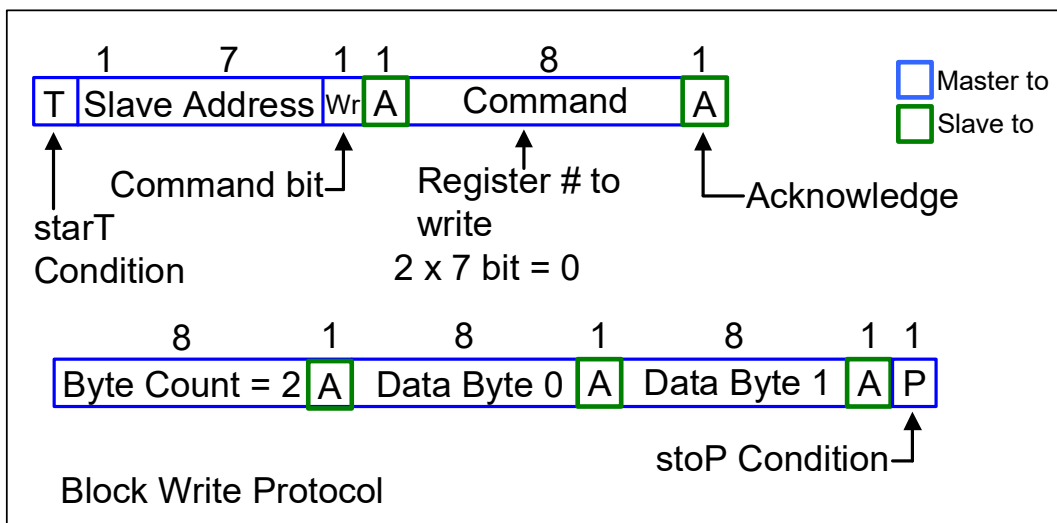 1 7 1 1 8 1
T Slave Address Wr A Command A
Master to
Slave to
Command bit
Register # to
write
2 x 7 bit = 0
Acknowledge
starT
Condition
8 1 8 1 8 1 1
Byte Count = 2 A Data Byte 0 A Data Byte 1 A P
stoP Condition
Block Write Protocol